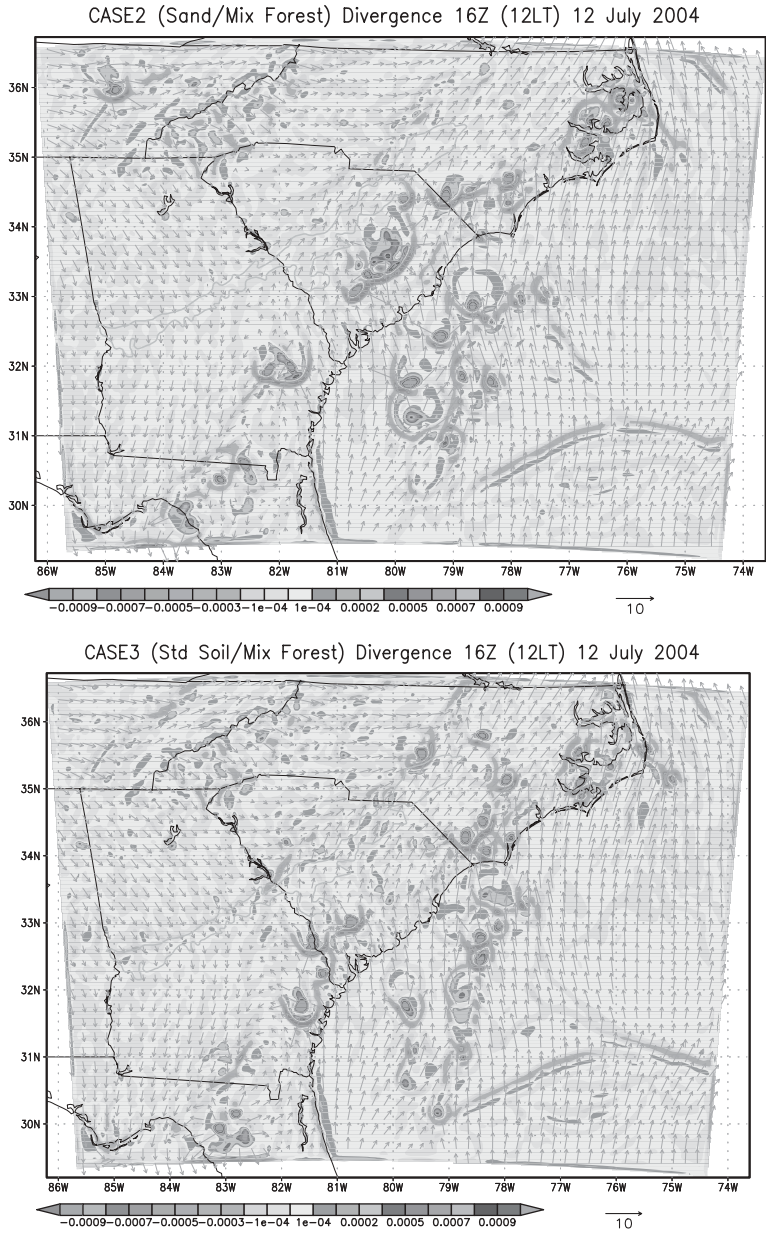 CASE2 (Sand/Mix Forest) Divergence 16Z (12LT) 12 July 2004
36N
35N
34N
33N
32N
31N
30N
86W 85W 84W 83W 82W 81W 80W 79W 78W 77W 76W 75W 74W
-0.0009-0.0007-0.0005-0.0003-1e-04 1e-04 0.0002 0.0005 0.0007 0.0009
10
CASE3 (Std Soil/Mix Forest) Divergence 16Z (12LT) 12 July 2004
36N
35N
34N
33N
32N
31N
30N
86W 85W 84W 83W 82W 81W 80W 79W 78W 77W 76W 75W 74W
-0.0009-0.0007-0.0005-0.0003-1e-04 1e-04 0.0002 0.0005 0.0007 0.0009
10